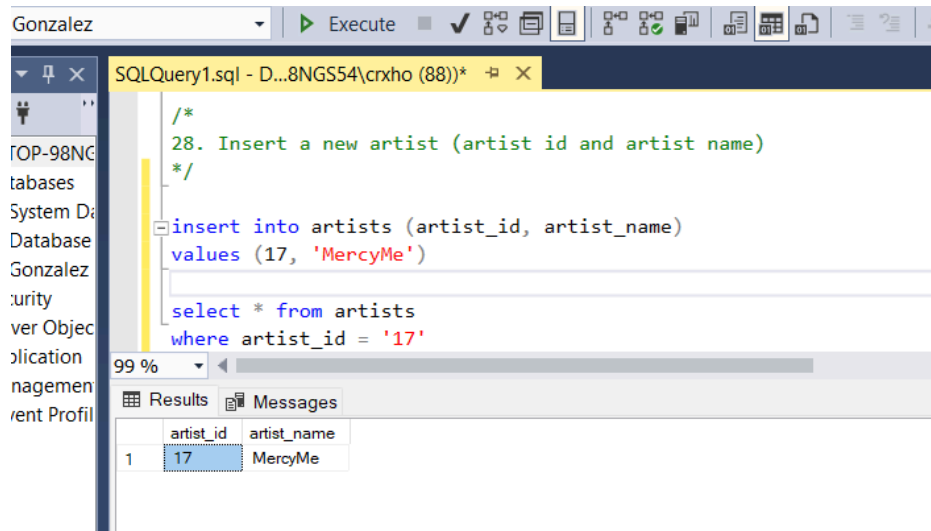 Gonzalez
Execute
SQLQuery1.sql - D...8NGS54\crxho (88))*
TOP-98NG
tabases
System Da
Database
Gonzalez
curity
ver Objec
plication
nagemen
vent Profil
/*
28. Insert a new artist (artist id and artist name)
*/
insert into artists (artist_id, artist_name)
values (17, 'MercyMe')
select * from artists
where artist_id = '17'
99 %
Results Messages
artist_id artist_name
1 17 MercyMe